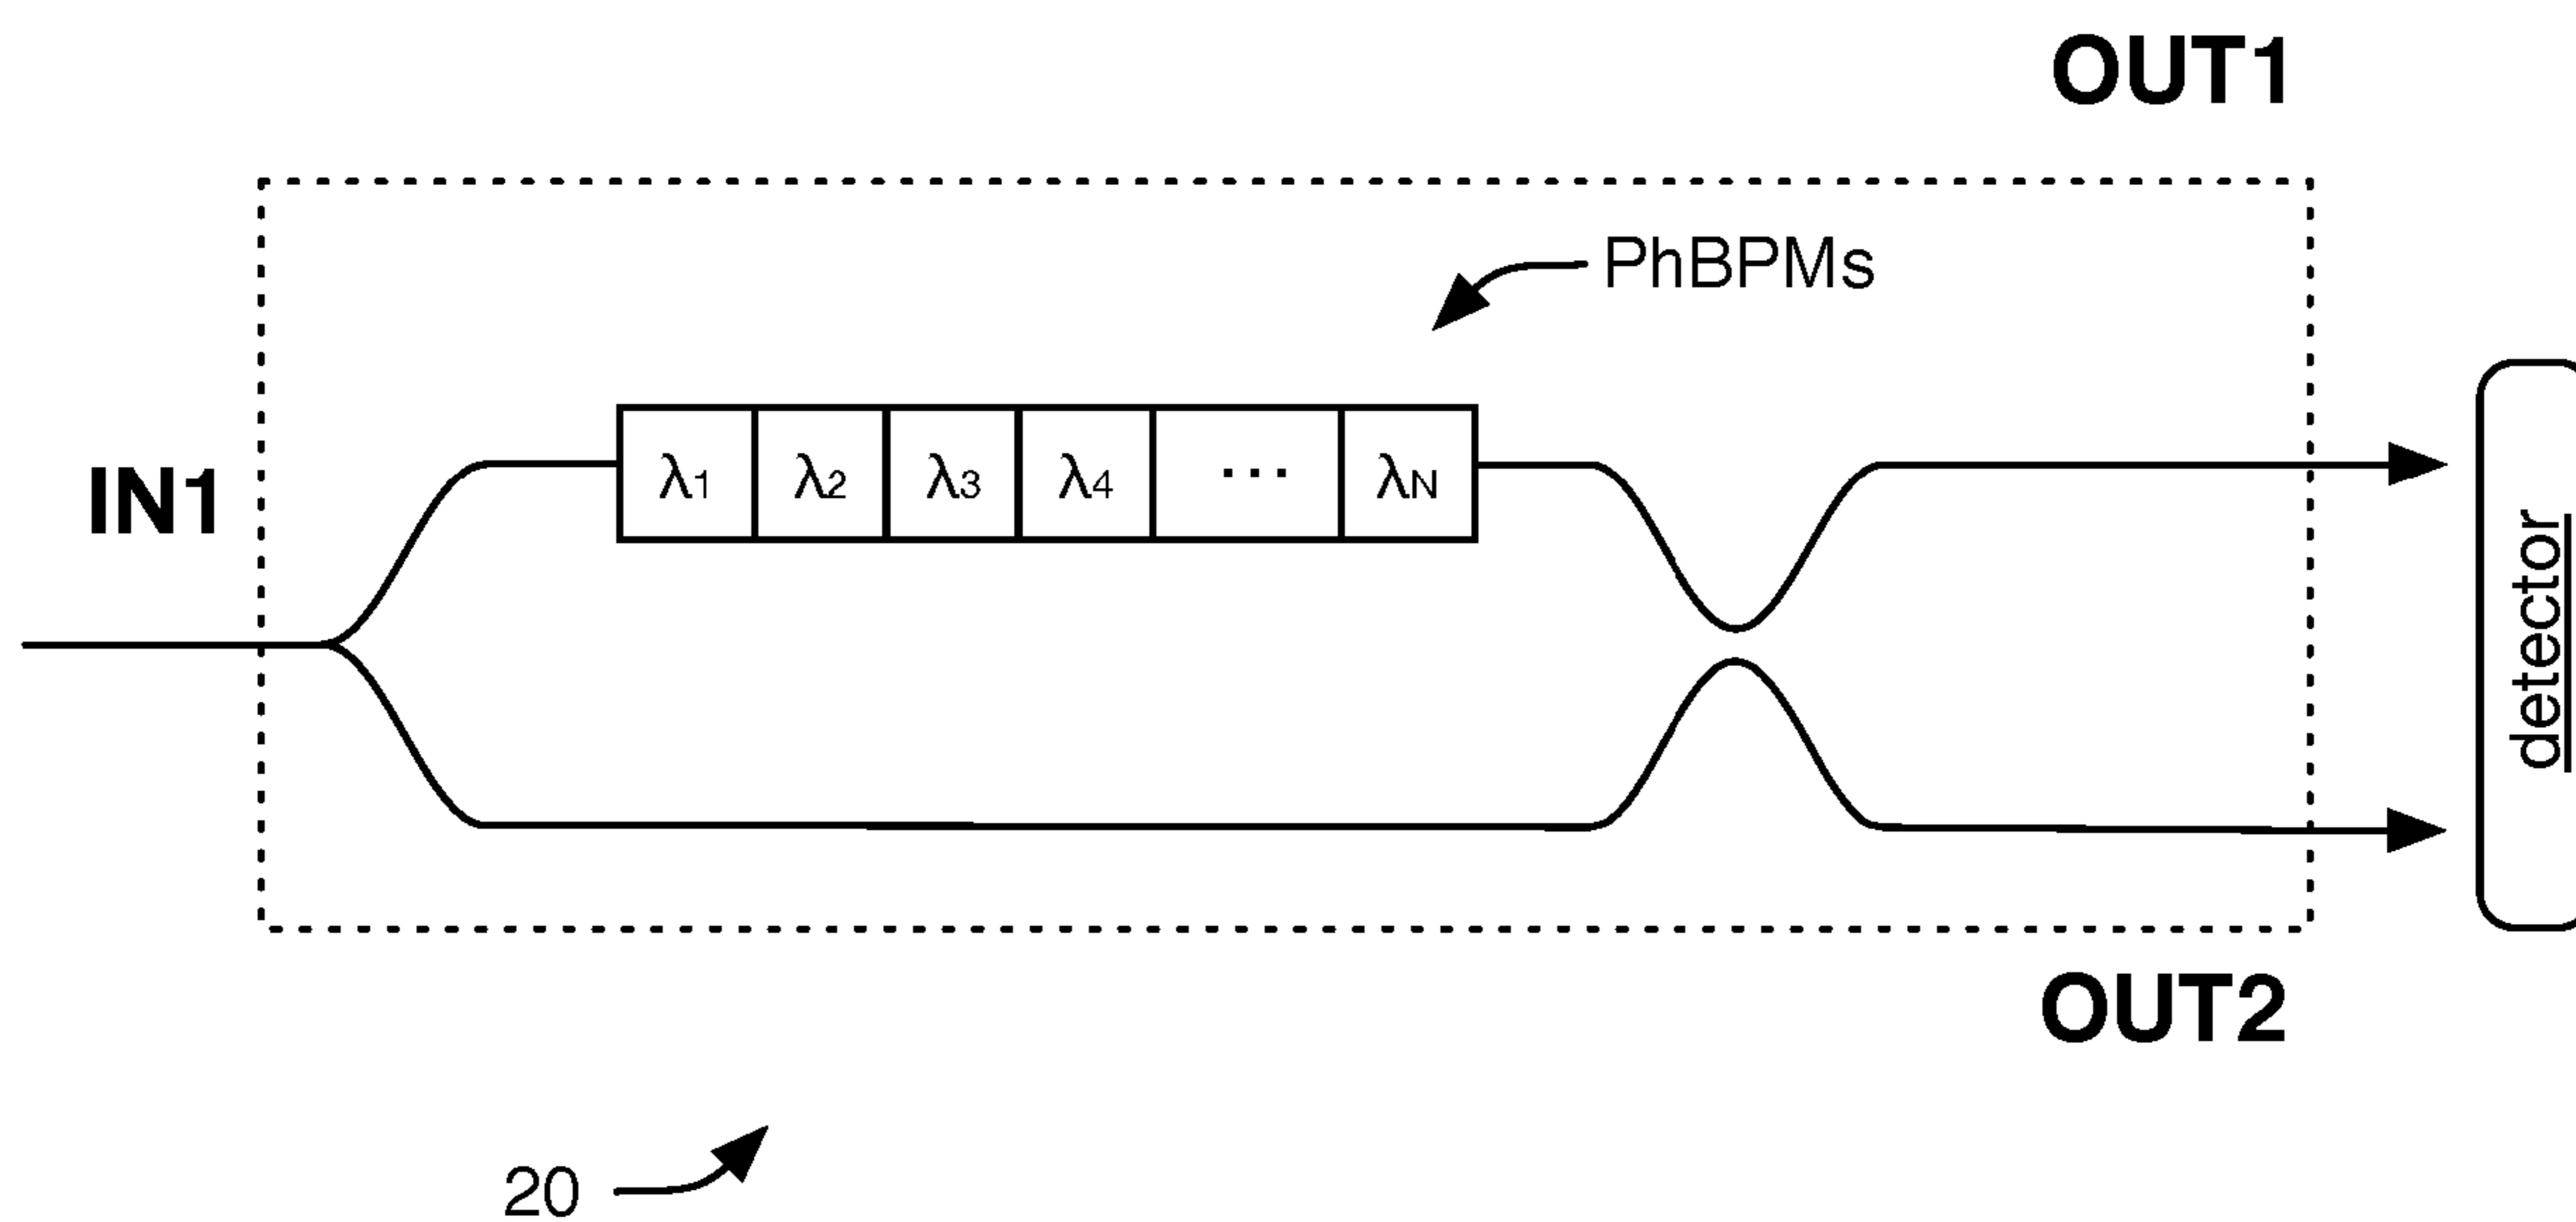 OUT1
PhBPMs
IN1
λ1 λ2 λ3 λ4 ... λN
detector
OUT2
20